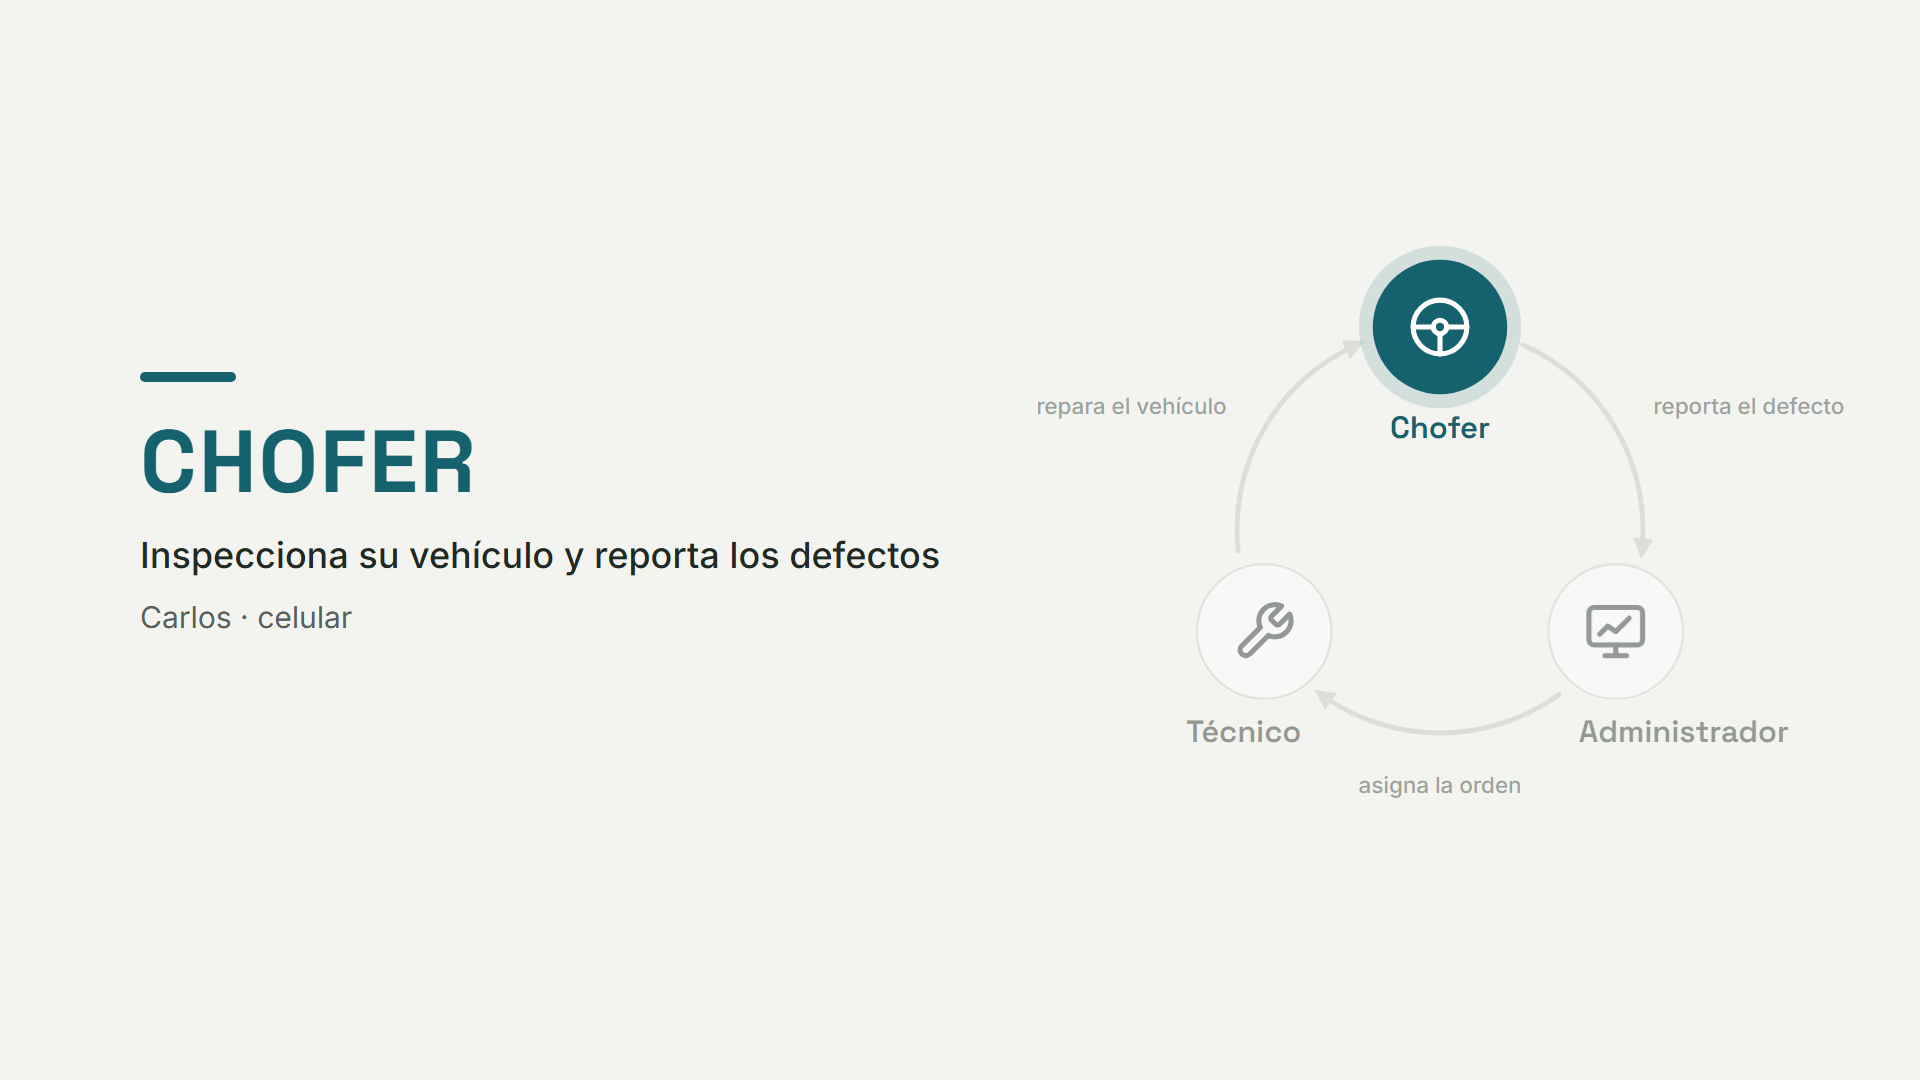 CHOFER
Inspecciona su vehículo y reporta los defectos
Carlos · celular
repara el vehículo
reporta el defecto
Chofer
Técnico
Administrador
asigna la orden